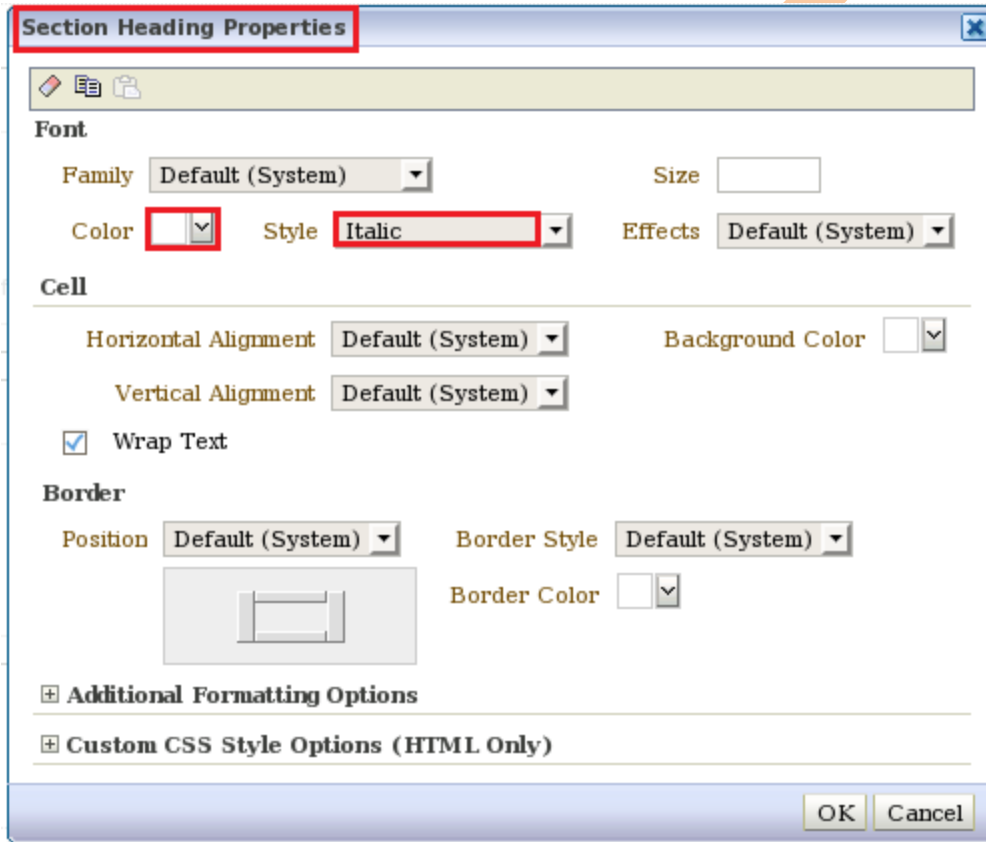 Section Heading Properties
Font
Family Default (System) Size
Color Style Italic Effects Default (System)
Cell
Horizontal Alignment Default (System) Background Color
Vertical Alignment Default (System)
Wrap Text
Border
Position Default (System) Border Style Default (System)
Border Color
Additional Formatting Options
Custom CSS Style Options (HTML Only)
OK Cancel